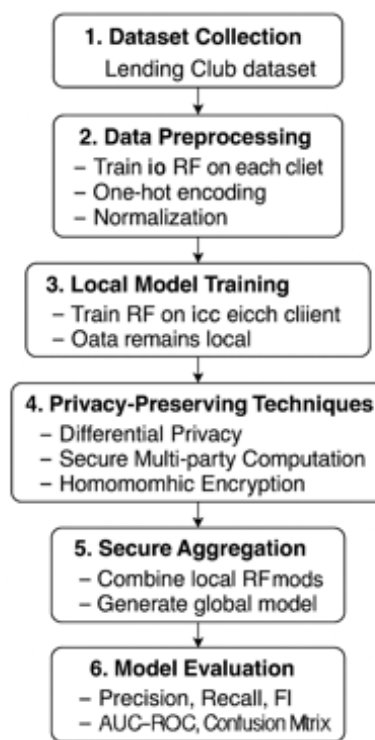 1. Dataset Collection
Lending Club dataset
2. Data Preprocessing
– Train io RF on each cliet
– One-hot encoding
– Normalization
3. Local Model Training
– Train RF on icc eicch cliient
– Oata remains local
4. Privacy-Preserving Techniques
– Differential Privacy
– Secure Multi-party Computation
– Homomomhic Encryption
5. Secure Aggregation
– Combine local RFmods
– Generate global model
6. Model Evaluation
– Precision, Recall, FI
– AUC–ROC, Contusion Mtrix